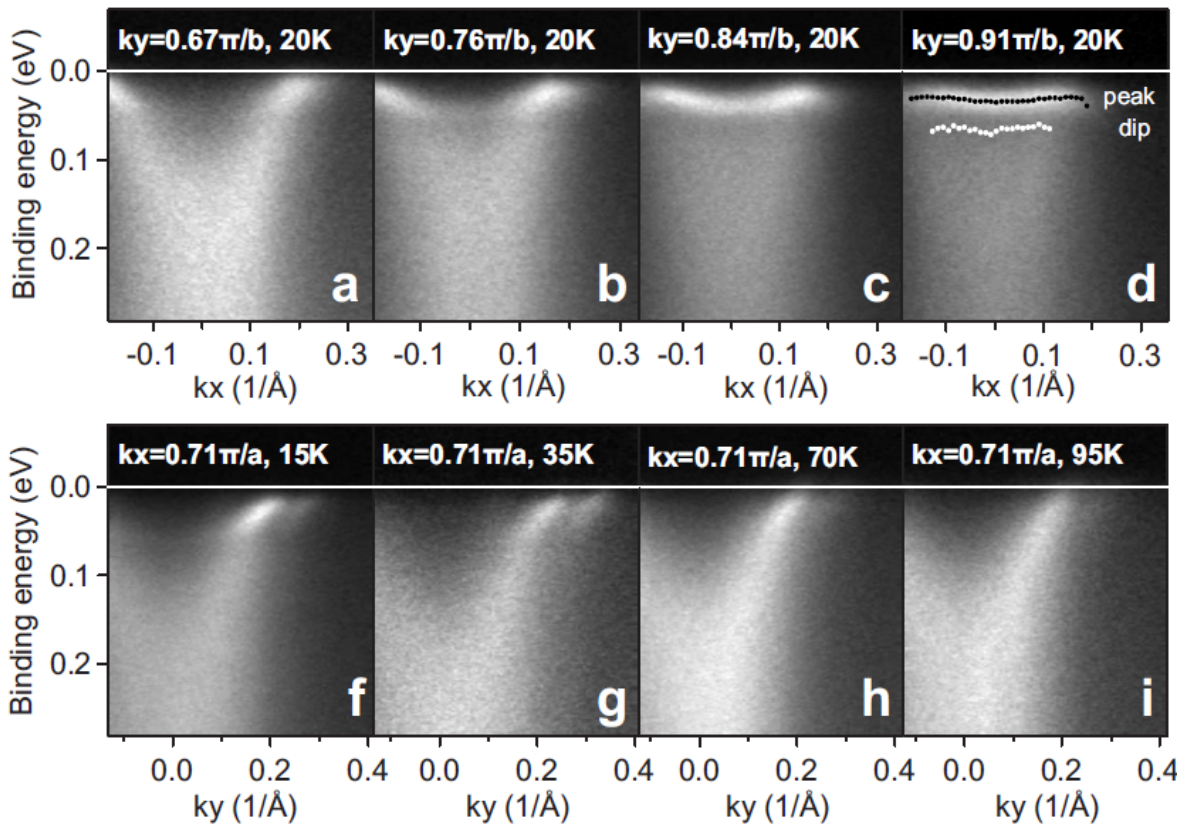 ky=0.67π/b, 20K ky=0.76π/b, 20K ky=0.84π/b, 20K ky=0.91π/b, 20K
Binding energy (eV)
0.0
0.1
0.2
peak
dip
a b c d
-0.1 0.1 0.3 -0.1 0.1 0.3 -0.1 0.1 0.3 -0.1 0.1 0.3
kx (1/Å) kx (1/Å) kx (1/Å) kx (1/Å)
kx=0.71π/a, 15K kx=0.71π/a, 35K kx=0.71π/a, 70K kx=0.71π/a, 95K
Binding energy (eV)
0.0
0.1
0.2
f g h i
0.0 0.2 0.4 0.0 0.2 0.4 0.0 0.2 0.4 0.0 0.2 0.4
ky (1/Å) ky (1/Å) ky (1/Å) ky (1/Å)